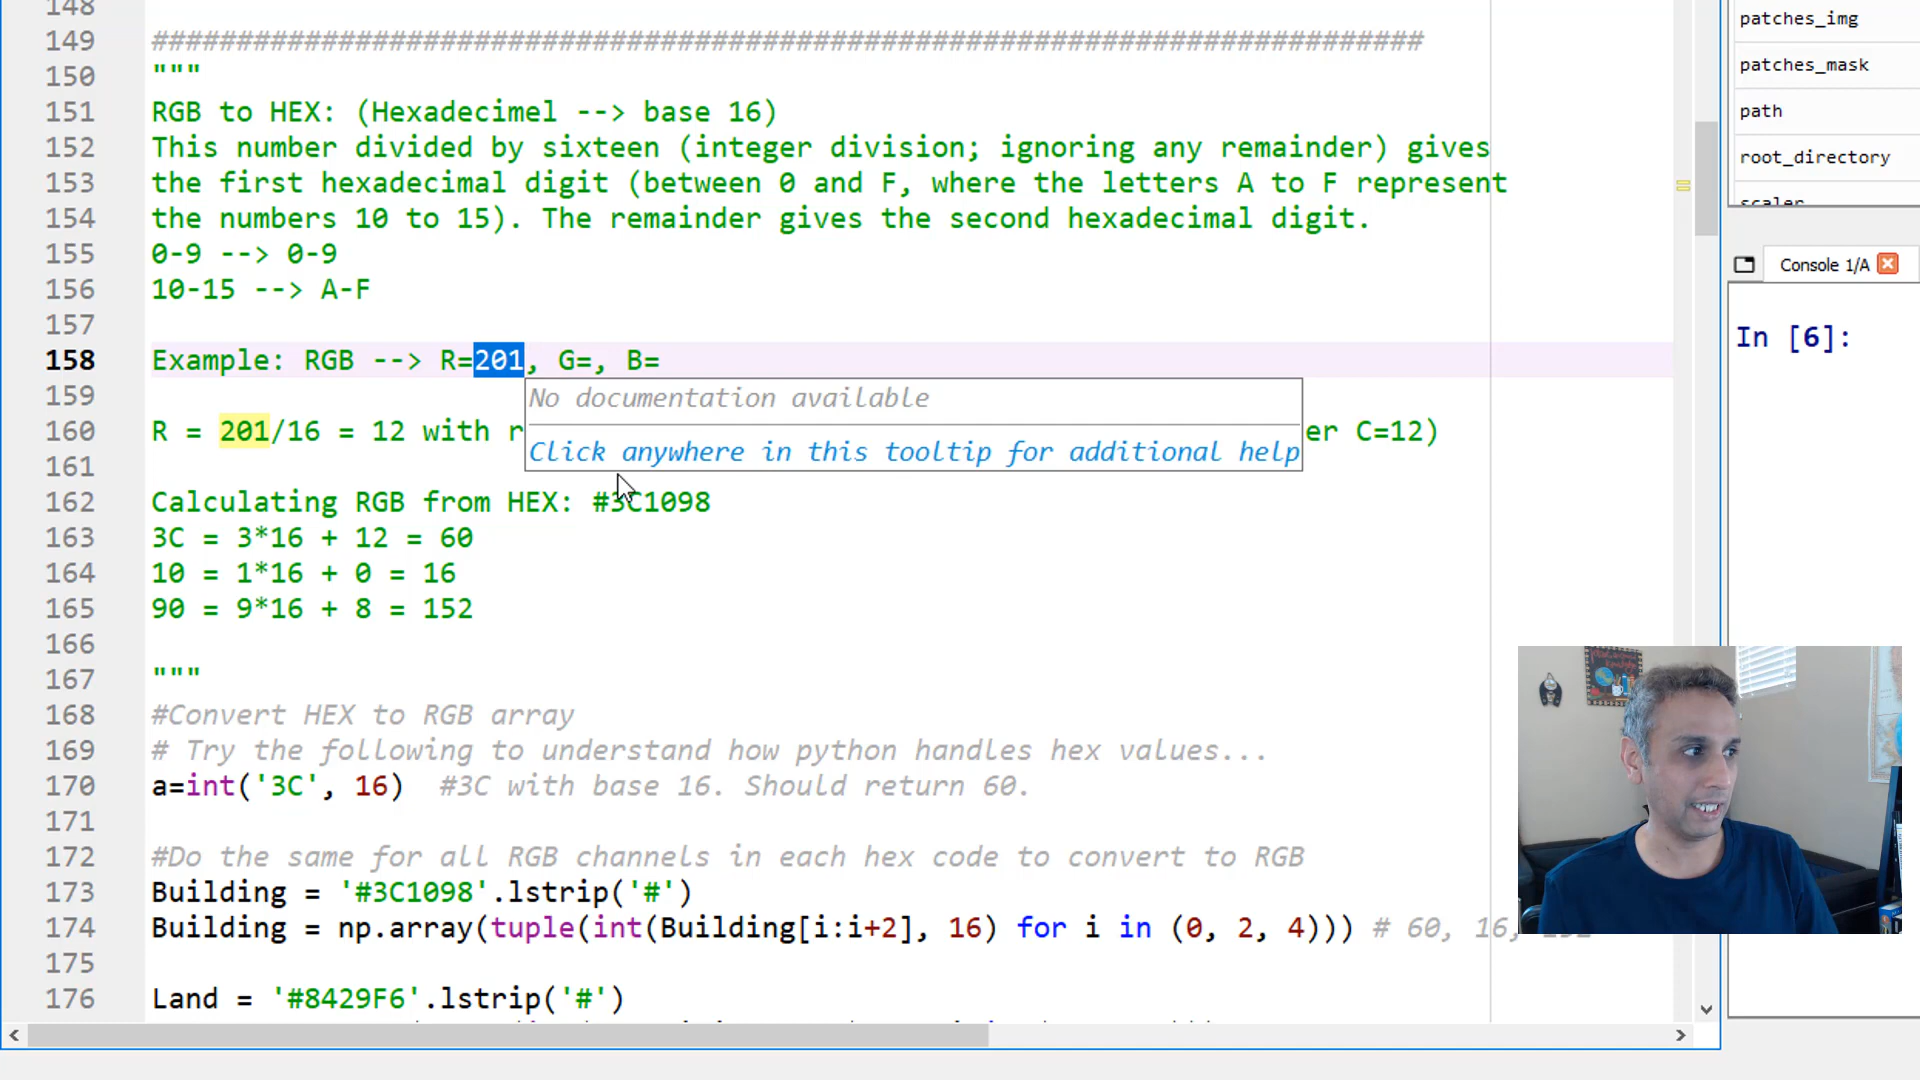 148
149 ###########################################################################
150 """
151 RGB to HEX: (Hexadecimel --> base 16)
152 This number divided by sixteen (integer division; ignoring any remainder) gives
153 the first hexadecimal digit (between 0 and F, where the letters A to F represent
154 the numbers 10 to 15). The remainder gives the second hexadecimal digit.
155 0-9 --> 0-9
156 10-15 --> A-F
157
158 Example: RGB --> R=201, G=, B=
159
No documentation available
160 R = 201/16 = 12 with r er C=12)
Click anywhere in this tooltip for additional help
161
162 Calculating RGB from HEX: #3C1098
163 3C = 3*16 + 12 = 60
164 10 = 1*16 + 0 = 16
165 90 = 9*16 + 8 = 152
166
167 """
168 #Convert HEX to RGB array
169 # Try the following to understand how python handles hex values...
170 a=int('3C', 16) #3C with base 16. Should return 60.
171
172 #Do the same for all RGB channels in each hex code to convert to RGB
173 Building = '#3C1098'.lstrip('#')
174 Building = np.array(tuple(int(Building[i:i+2], 16) for i in (0, 2, 4))) # 60, 16,
175
176 Land = '#8429F6'.lstrip('#')
patches_img
patches_mask
path
root_directory
scaler
Console 1/A
In [6]: